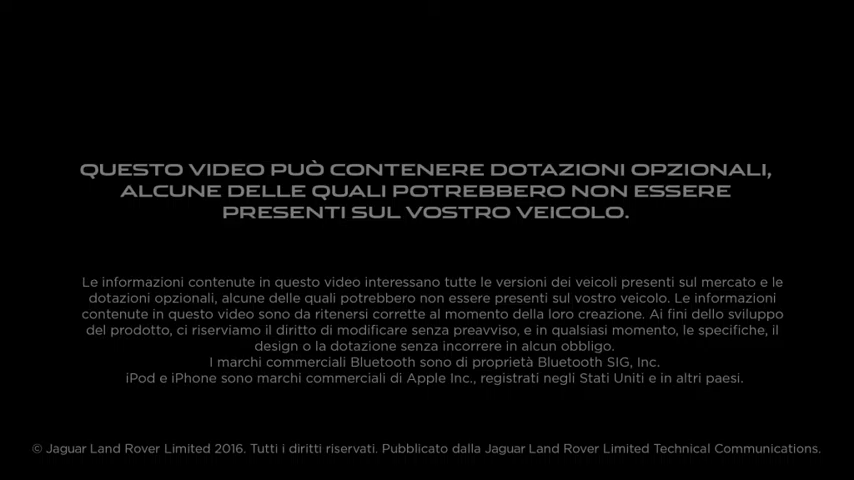 QUESTO VIDEO PUÒ CONTENERE DOTAZIONI OPZIONALI,
ALCUNE DELLE QUALI POTREBBERO NON ESSERE
PRESENTI SUL VOSTRO VEICOLO.
Le informazioni contenute in questo video interessano tutte le versioni dei veicoli presenti sul mercato e le
dotazioni opzionali, alcune delle quali potrebbero non essere presenti sul vostro veicolo. Le informazioni
contenute in questo video sono da ritenersi corrette al momento della loro creazione. Ai fini dello sviluppo
del prodotto, ci riserviamo il diritto di modificare senza preavviso, e in qualsiasi momento, le specifiche, il
design o la dotazione senza incorrere in alcun obbligo.
I marchi commerciali Bluetooth sono di proprietà Bluetooth SIG, Inc.
iPod e iPhone sono marchi commerciali di Apple Inc., registrati negli Stati Uniti e in altri paesi.
© Jaguar Land Rover Limited 2016. Tutti i diritti riservati. Pubblicato dalla Jaguar Land Rover Limited Technical Communications.